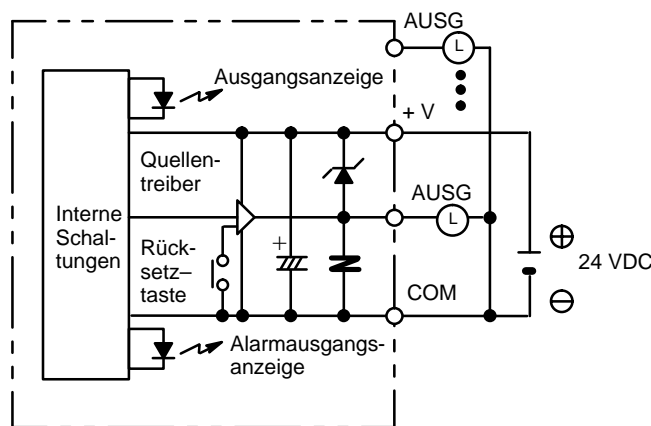 AUSG
L
Ausgangsanzeige
+ V
Quellen-
treiber
AUSG
L
Interne
Schal-
tungen
Rück-
setz–
taste
+
24 VDC
COM
Alarmausgangs-
anzeige